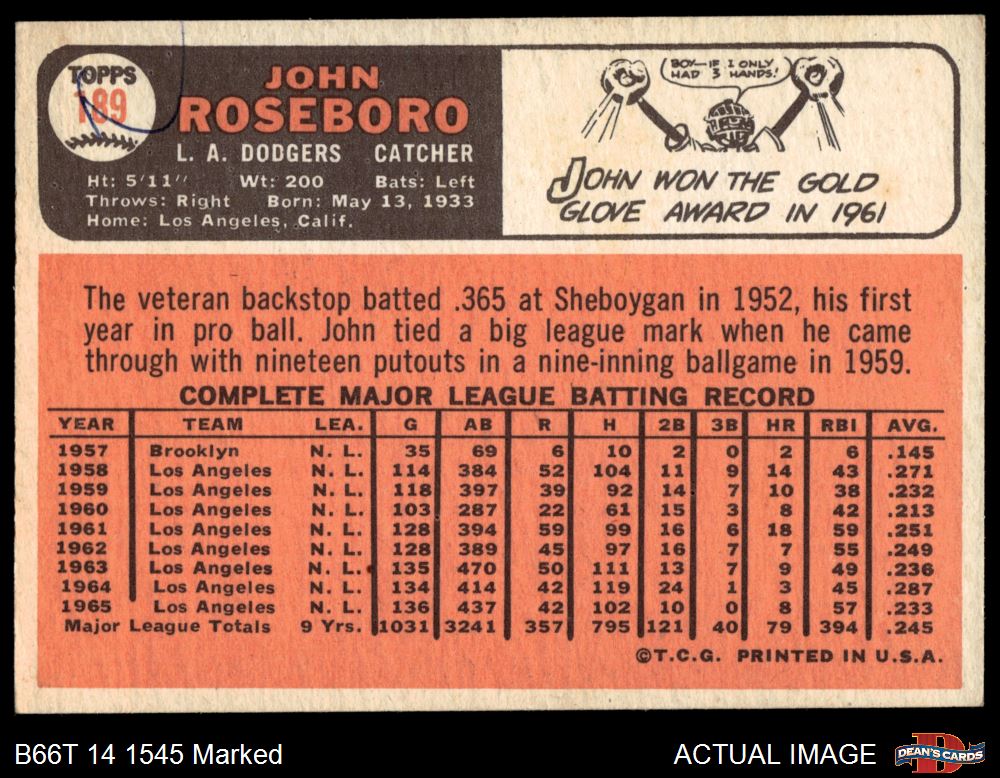 TOPPS
189
JOHN
ROSEBORO
L. A. DODGERS CATCHER
Ht: 5'11" Wt: 200 Bats: Left
Throws: Right Born: May 13, 1933
Home: Los Angeles, Calif.
BOY-IF I ONLY
HAD 3 HANDS!
JOHN WON THE GOLD
GLOVE AWARD IN 1961
The veteran backstop batted .365 at Sheboygan in 1952, his first
year in pro ball. John tied a big league mark when he came
through with nineteen putouts in a nine-inning ballgame in 1959.
COMPLETE MAJOR LEAGUE BATTING RECORD
YEAR TEAM LEA. G AB R H 2B 3B HR RBI AVG.
1957 Brooklyn N. L. 35 69 6 10 2 0 2 6 .145
1958 Los Angeles N. L. 114 384 52 104 11 9 14 43 .271
1959 Los Angeles N. L. 118 397 39 92 14 7 10 38 .232
1960 Los Angeles N. L. 103 287 22 61 15 3 8 42 .213
1961 Los Angeles N. L. 128 394 59 99 16 6 18 59 .251
1962 Los Angeles N. L. 128 389 45 97 16 7 7 55 .249
1963 Los Angeles N. L. 135 470 50 111 13 7 9 49 .236
1964 Los Angeles N. L. 134 414 42 119 24 1 3 45 .287
1965 Los Angeles N. L. 136 437 42 102 10 0 8 57 .233
Major League Totals 9 Yrs. 1031 3241 357 795 121 40 79 394 .245
©T.C.G. PRINTED IN U.S.A.
B66T 14 1545 Marked
ACTUAL IMAGE
DEAN'S CARDS